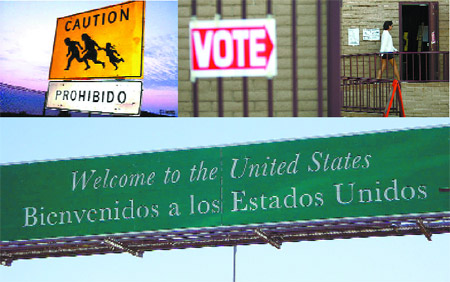 CAUTION
PROHIBIDO
VOTE
Welcome to the United States
Bienvenidos a los Estados Unidos